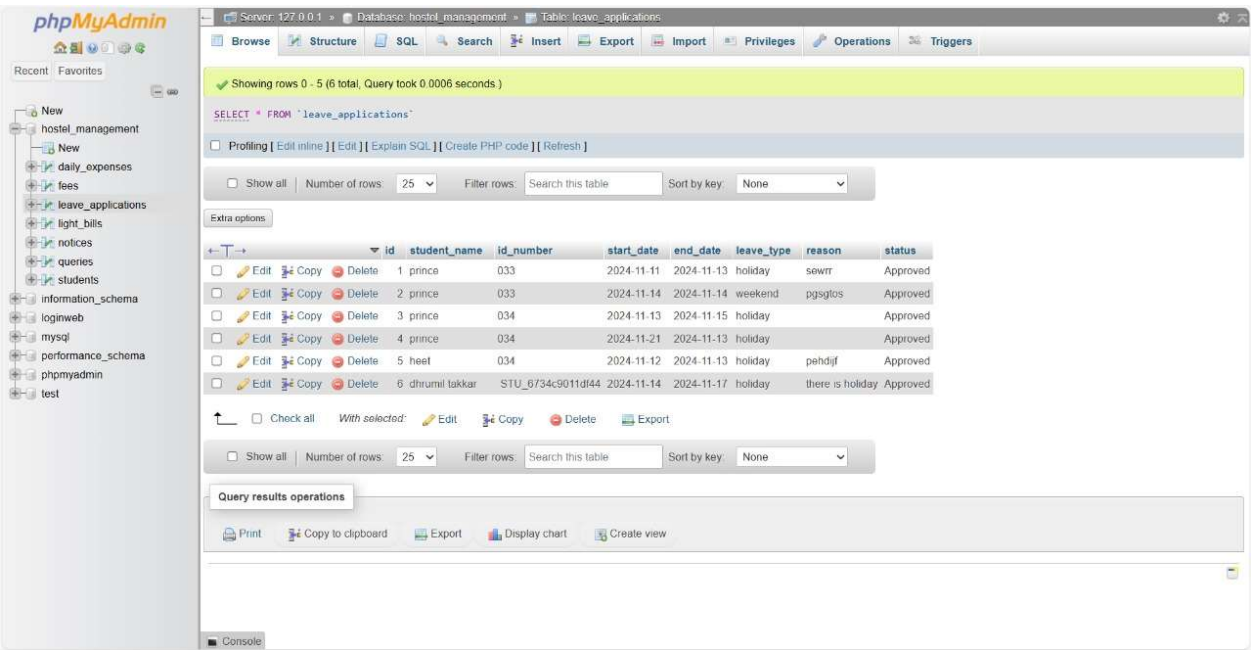 phpMyAdmin
Recent Favorites
New
hostel_management
New
daily_expenses
fees
leave_applications
light_bills
notices
queries
students
information_schema
loginweb
mysql
performance_schema
phpmyadmin
test
Server: 127.0.0.1 » Database: hostel_management » Table: leave_applications
Browse Structure SQL Search Insert Export Import Privileges Operations Triggers
Showing rows 0 - 5 (6 total, Query took 0.0006 seconds.)
SELECT * FROM `leave_applications`
Profiling [ Edit inline ] [ Edit ] [ Explain SQL ] [ Create PHP code ] [ Refresh ]
Show all | Number of rows: 25 Filter rows: Search this table Sort by key: None
Extra options
←T→ id student_name id_number start_date end_date leave_type reason status
Edit Copy Delete 1 prince 033 2024-11-11 2024-11-13 holiday sewrr Approved
Edit Copy Delete 2 prince 033 2024-11-14 2024-11-14 weekend pgsgtos Approved
Edit Copy Delete 3 prince 034 2024-11-13 2024-11-15 holiday Approved
Edit Copy Delete 4 prince 034 2024-11-21 2024-11-13 holiday Approved
Edit Copy Delete 5 heet 034 2024-11-12 2024-11-13 holiday pehdijf Approved
Edit Copy Delete 6 dhrumil takkar STU_6734c9011df44 2024-11-14 2024-11-17 holiday there is holiday Approved
Check all With selected: Edit Copy Delete Export
Show all | Number of rows: 25 Filter rows: Search this table Sort by key: None
Query results operations
Print Copy to clipboard Export Display chart Create view
Console